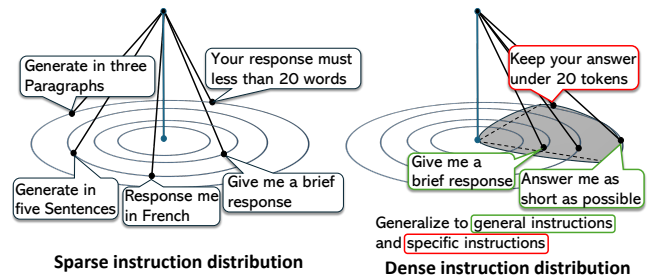 Generate in three
Paragraphs
Your response must
less than 20 words
Generate in
five Sentences
Response me
in French
Give me a brief
response
Sparse instruction distribution
Keep your answer
under 20 tokens
Give me a
brief response
Answer me as
short as possible
Generalize to general instructions
and specific instructions
Dense instruction distribution